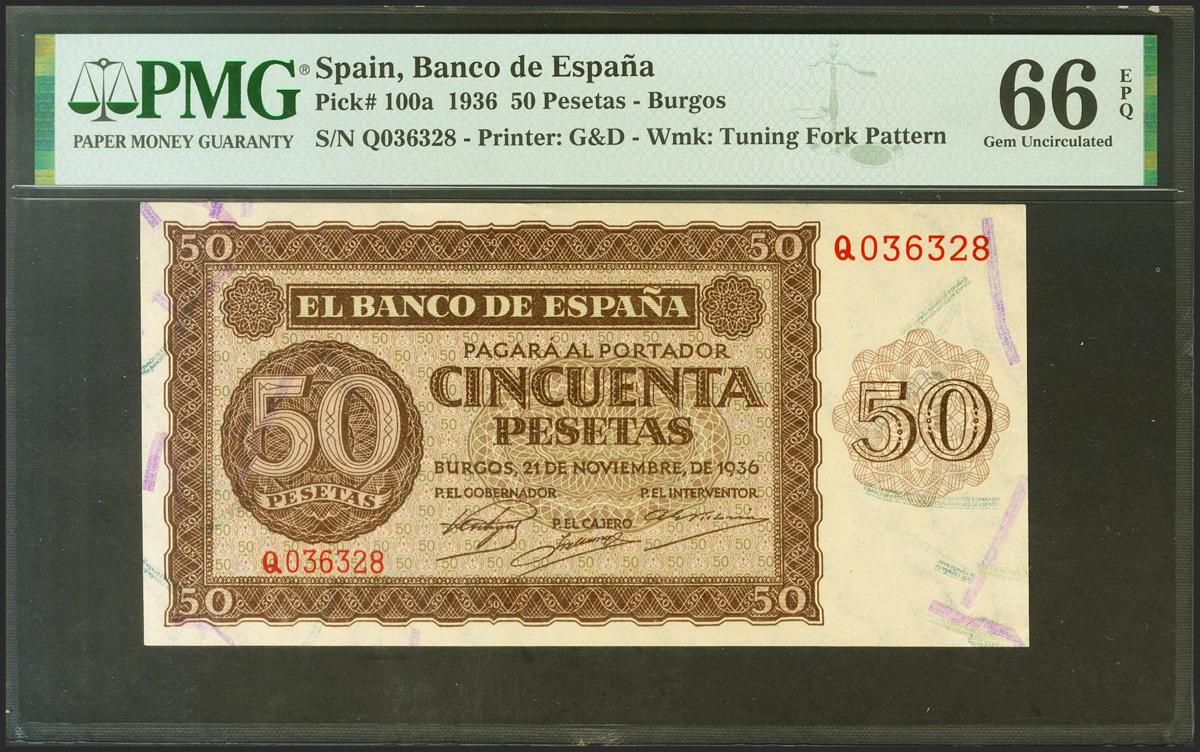 PMG®
PAPER MONEY GUARANTY
Spain, Banco de España
Pick# 100a 1936 50 Pesetas - Burgos
S/N Q036328 - Printer: G&D - Wmk: Tuning Fork Pattern
66 EPQ
Gem Uncirculated
50 50
Q036328
EL BANCO DE ESPAÑA
PAGARÁ AL PORTADOR
CINCUENTA
PESETAS
50
PESETAS
50
BURGOS, 21 DE NOVIEMBRE, DE 1936
P. EL GOBERNADOR P. EL INTERVENTOR
P. EL CAJERO
Q036328
50 50